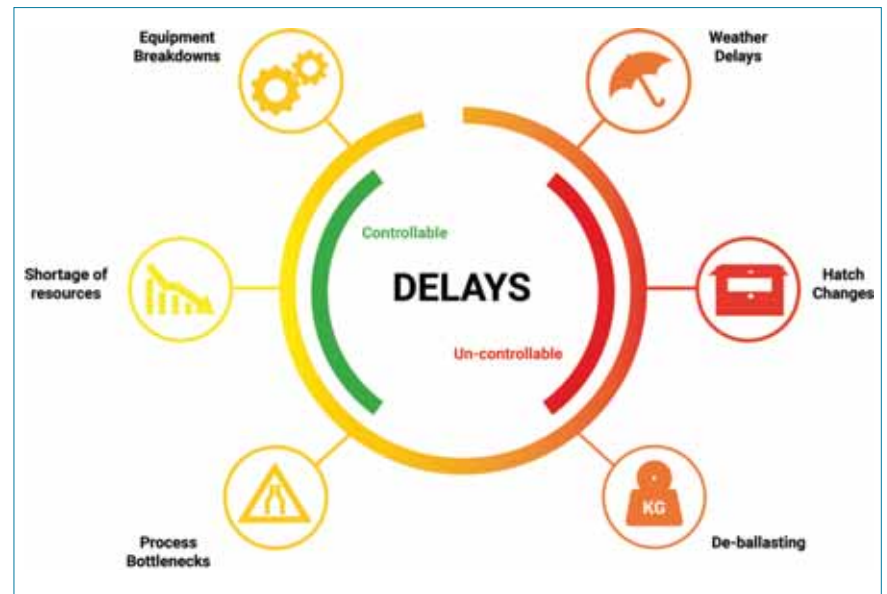 Equipment
Breakdowns
Weather
Delays
Controllable
Shortage of
resources
DELAYS
Hatch
Changes
Un-controllable
KG
Process
Bottlenecks
De-ballasting